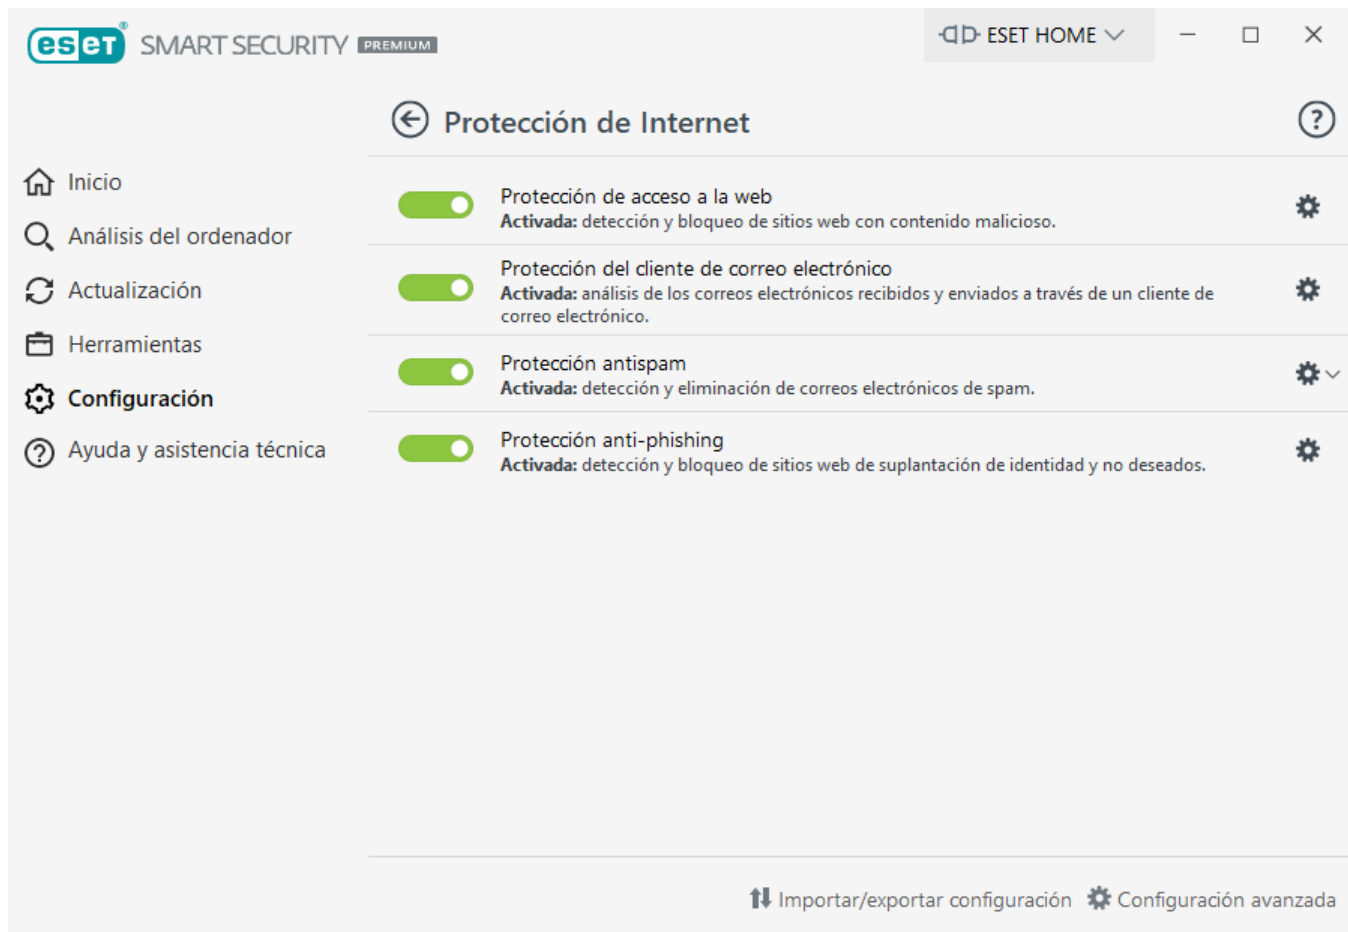 eset® SMART SECURITY PREMIUM
ESET HOME
Protección de Internet
Inicio
Análisis del ordenador
Actualización
Herramientas
Configuración
Ayuda y asistencia técnica
Protección de acceso a la web
Activada: detección y bloqueo de sitios web con contenido malicioso.
Protección del cliente de correo electrónico
Activada: análisis de los correos electrónicos recibidos y enviados a través de un cliente de
correo electrónico.
Protección antispam
Activada: detección y eliminación de correos electrónicos de spam.
Protección anti-phishing
Activada: detección y bloqueo de sitios web de suplantación de identidad y no deseados.
Importar/exportar configuración Configuración avanzada